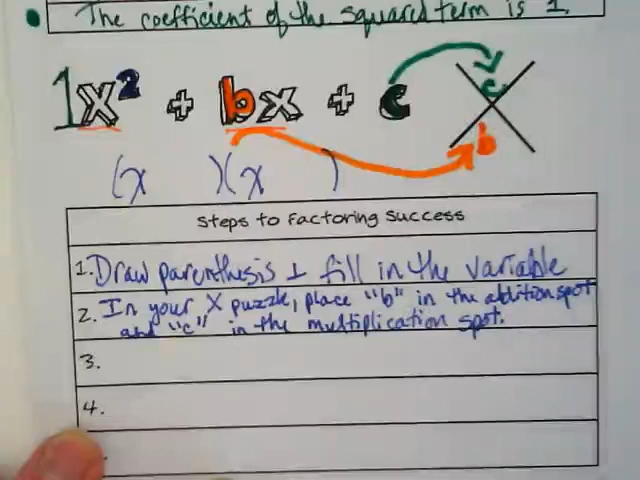 The coefficient of the squared term is 1.
1x² + bx + c
c
b
(x )(x )
Steps to Factoring Success
1. Draw parenthesis + fill in the variable
2. In your X puzzle, place "b" in the addition spot
and "c" in the multiplication spot.
3.
4.